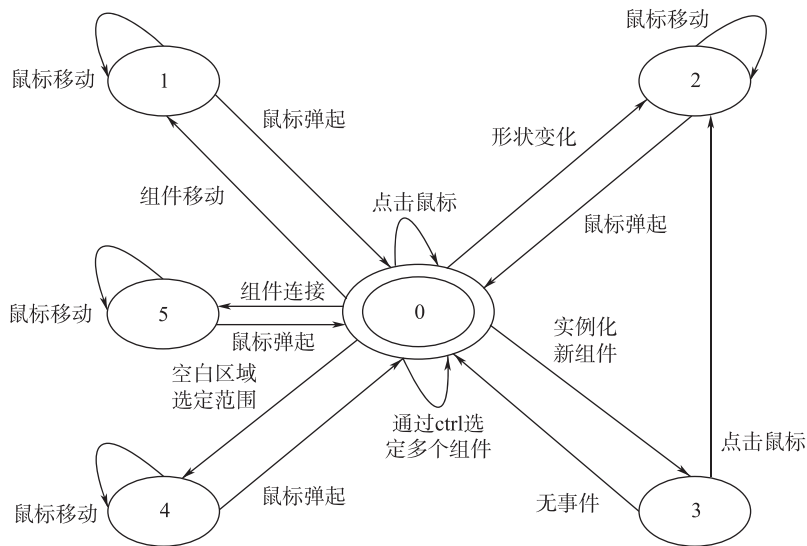 鼠标移动
鼠标移动
1
2
鼠标弹起
形状变化
组件移动
点击鼠标
鼠标弹起
组件连接
鼠标移动
5
0
实例化
新组件
鼠标弹起
空白区域
选定范围
通过ctrl选
定多个组件
点击鼠标
鼠标弹起
无事件
鼠标移动
4
3